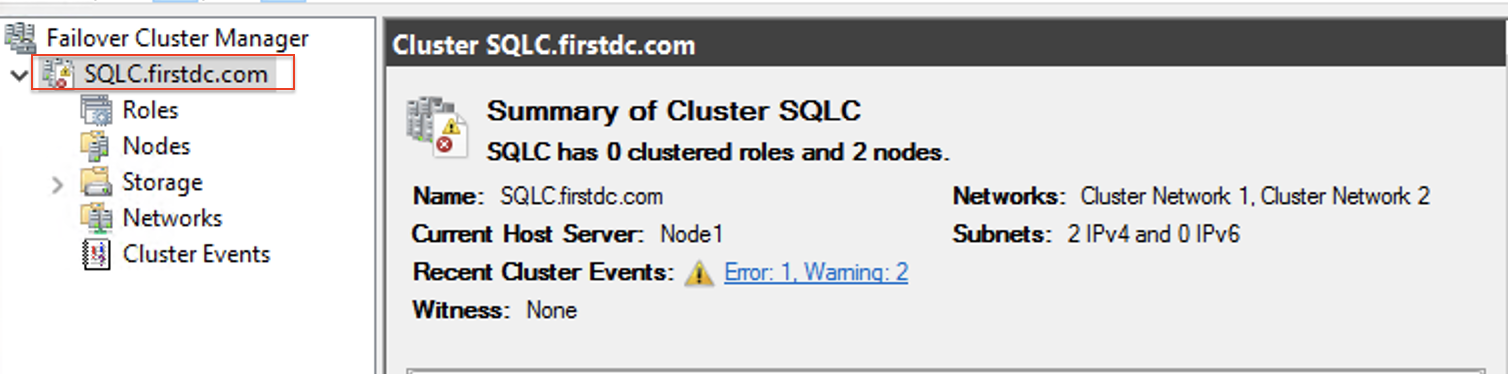 Failover Cluster Manager
SQLC.firstdc.com
Roles
Nodes
Storage
Networks
Cluster Events
Cluster SQLC.firstdc.com
Summary of Cluster SQLC
SQLC has 0 clustered roles and 2 nodes.
Name: SQLC.firstdc.com
Networks: Cluster Network 1, Cluster Network 2
Current Host Server: Node1
Subnets: 2 IPv4 and 0 IPv6
Recent Cluster Events: Error: 1, Warning: 2
Witness: None